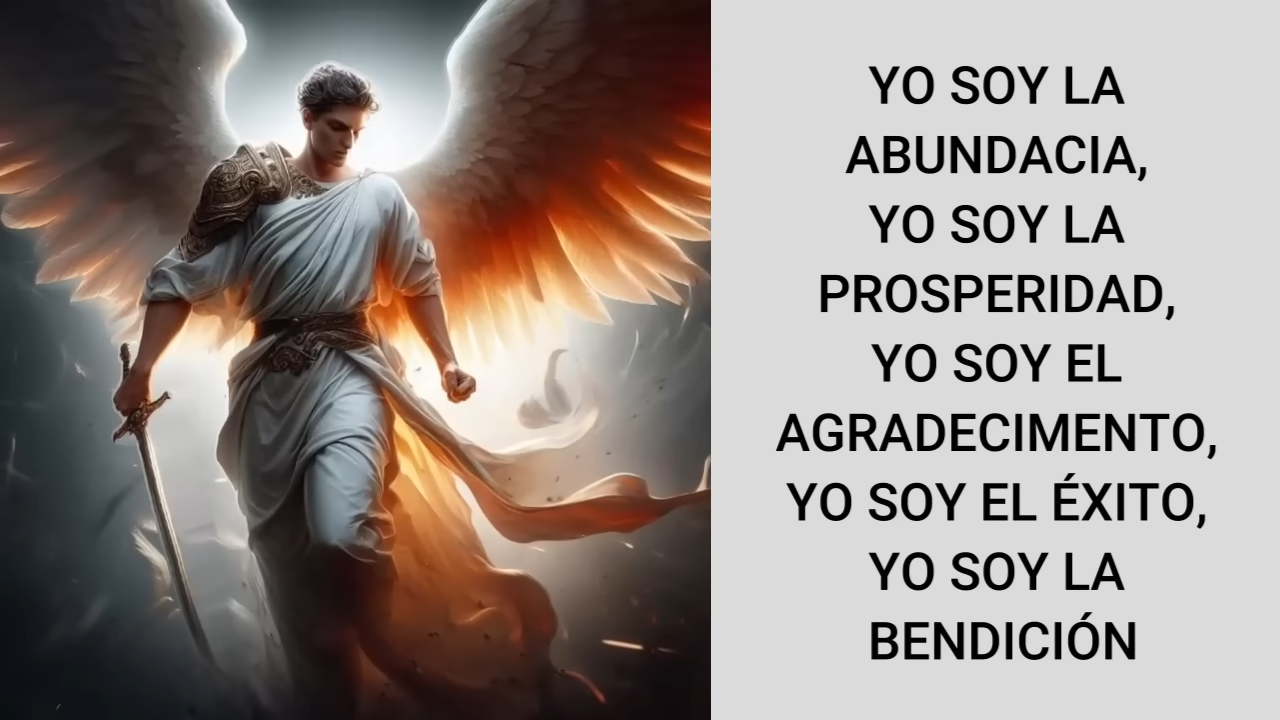 YO SOY LA
ABUNDACIA,
YO SOY LA
PROSPERIDAD,
YO SOY EL
AGRADECIMENTO,
YO SOY EL ÉXITO,
YO SOY LA
BENDICIÓN